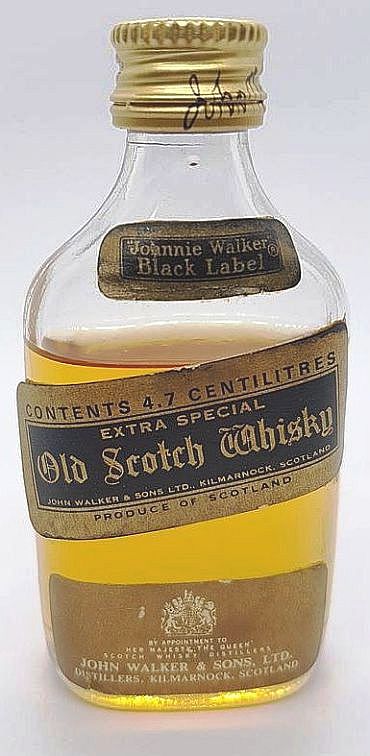 Johnnie Walker®
Black Label
CONTENTS 4.7 CENTILITRES
EXTRA SPECIAL
Old Scotch Whisky
JOHN WALKER & SONS LTD., KILMARNOCK, SCOTLAND
PRODUCE OF SCOTLAND
BY APPOINTMENT TO
HER MAJESTY THE QUEEN
SCOTCH WHISKY DISTILLERS
JOHN WALKER & SONS, LTD.
DISTILLERS, KILMARNOCK, SCOTLAND